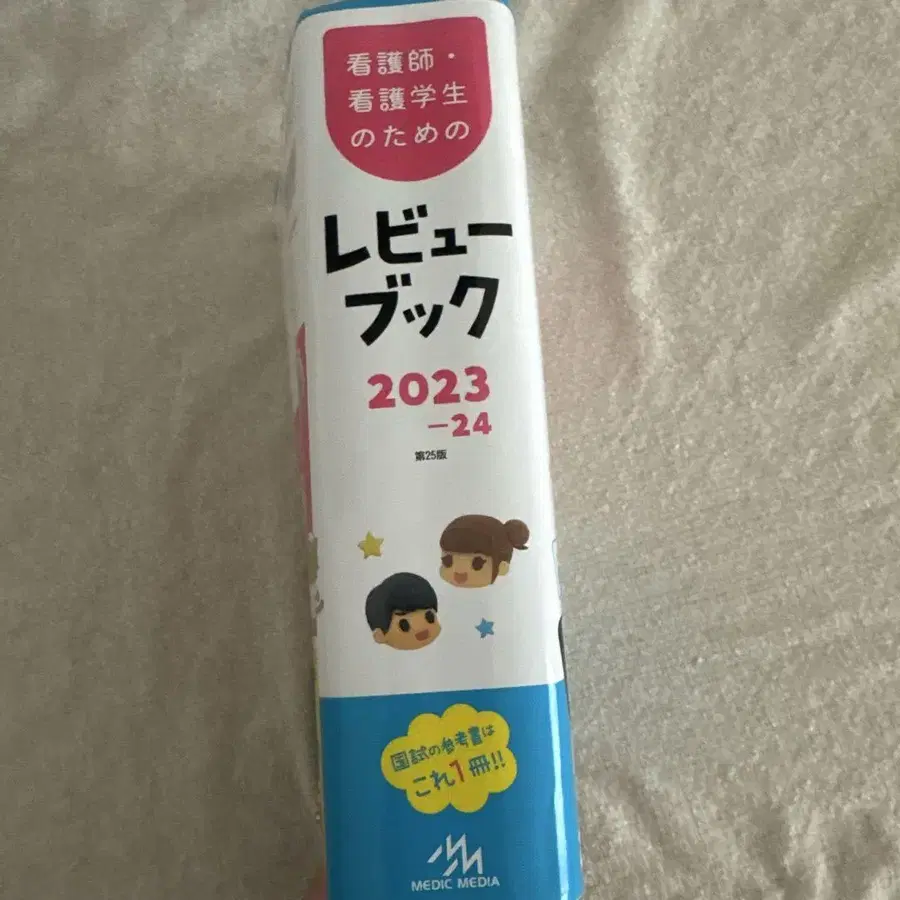 看護師・
看護学生
のための
レビュー
ブック
2023
-24
第25版
国試の参考書は
これ1冊!!
MEDIC MEDIA